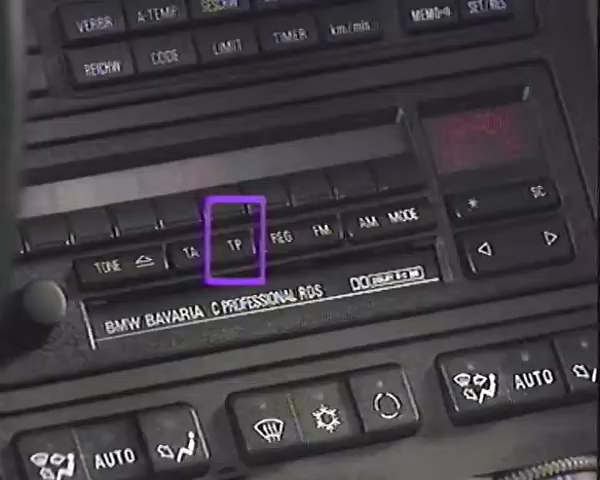 VERBR A-TEMP GESCHW MEMO SET/RES
REICHW CODE LIMIT TIMER km/mls
SC
TONE TA TP REG FM AM MODE
BMW BAVARIA C PROFESSIONAL RDS
AUTO AUTO